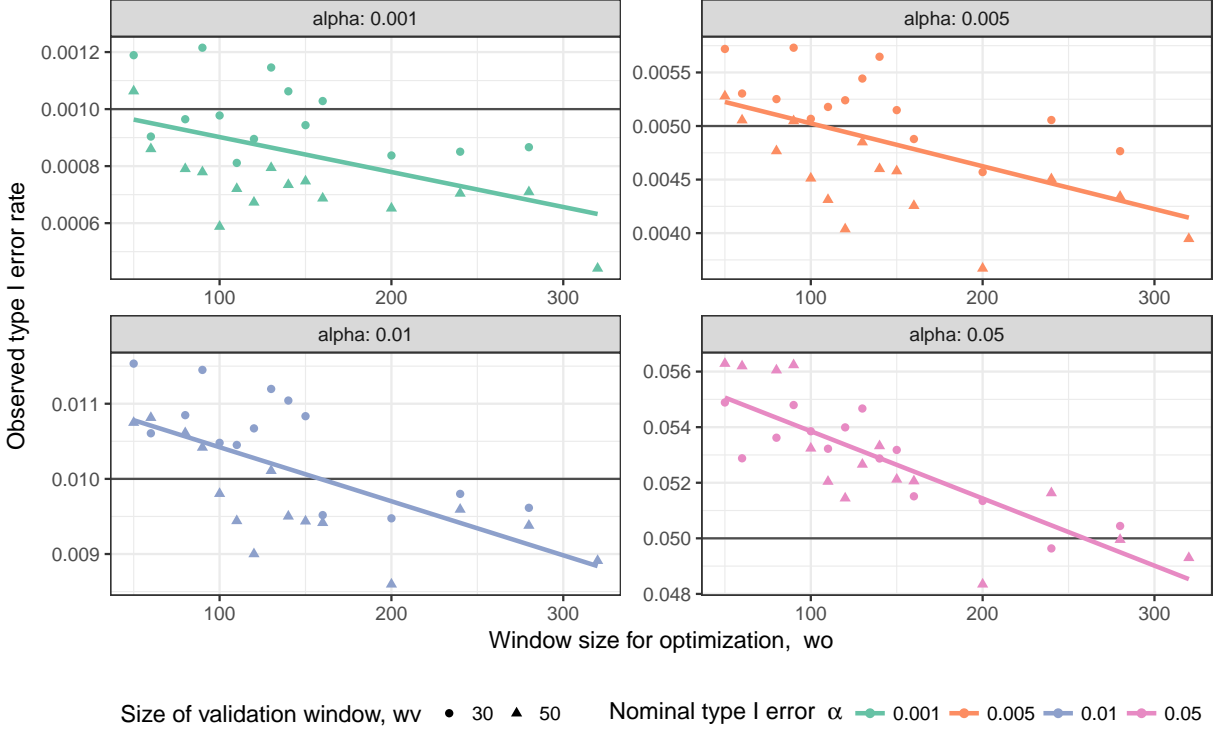 alpha: 0.001
alpha: 0.005
0.0012
0.0010
0.0008
0.0006
0.0055
0.0050
0.0045
0.0040
100 200 300
100 200 300
alpha: 0.01
alpha: 0.05
0.011
0.010
0.009
0.056
0.054
0.052
0.050
0.048
100 200 300
100 200 300
Observed type I error rate
Window size for optimization, wo
Size of validation window, wv 30 50 Nominal type I error α 0.001 0.005 0.01 0.05